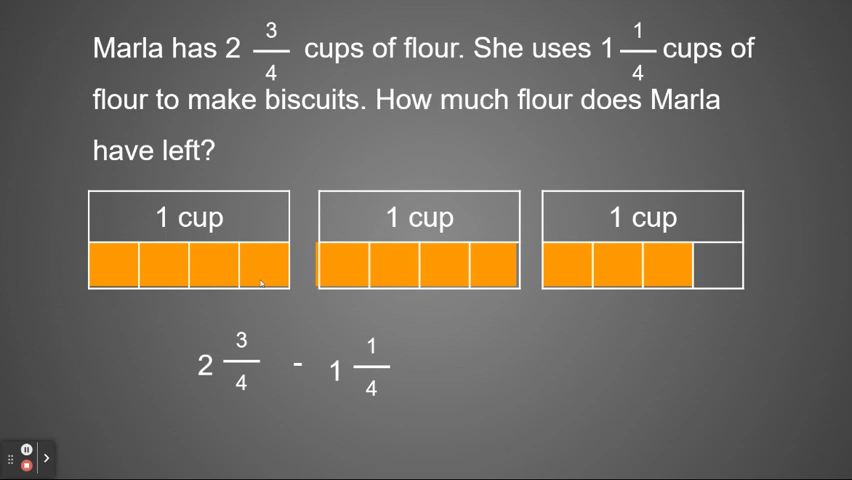 Marla has 2 3/4 cups of flour. She uses 1 1/4 cups of
flour to make biscuits. How much flour does Marla
have left?
1 cup 1 cup 1 cup
2 3/4 - 1 1/4